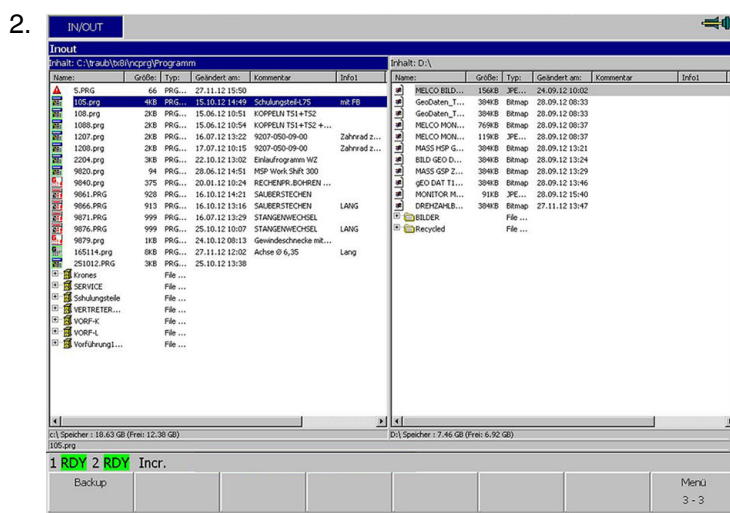 2.
IN/OUT
Inout
Inhalt: C:\traub\tx8i\ncprg\Programm
Name: Größe: Typ: Geändert am: Kommentar Info1
5.PRG 66 PRG... 27.11.12 15:50
105.prg 4KB PRG... 15.10.12 14:49 Schulungsteil-L75 mit FB
108.prg 2KB PRG... 15.06.12 10:51 KOPPELN TS1+TS2
1088.prg 2KB PRG... 15.06.12 10:54 KOPPELN TS1+TS2 +...
1207.prg 2KB PRG... 16.07.12 13:22 9207-050-09-00 Zahnrad z...
1208.prg 2KB PRG... 17.07.12 10:15 9207-050-09-00 Zahnrad z...
2204.prg 3KB PRG... 22.10.12 13:02 Einlaufrogramm WZ
9820.prg 94 PRG... 28.06.12 14:51 MSP Work Shift 300
9840.prg 375 PRG... 20.01.12 10:24 RECHENPR.BOHREN ...
9861.PRG 928 PRG... 16.10.12 14:21 SAUBERSTECHEN
9866.PRG 913 PRG... 16.10.12 13:16 SAUBERSTECHEN LANG
9871.PRG 999 PRG... 16.07.12 13:29 STANGENWECHSEL
9876.PRG 999 PRG... 25.10.12 10:07 STANGENWECHSEL LANG
9879.prg 1KB PRG... 24.10.12 08:13 Gewindeschnecke mit...
165114.prg 8KB PRG... 27.11.12 12:02 Achse Ø 6,35 Lang
251012.PRG 3KB PRG... 25.10.12 13:38
Krones File ...
SERVICE File ...
Sshulungsteile File ...
VERTRETER... File ...
VORF-K File ...
VORF-L File ...
Vorführung1... File ...
c:\ Speicher : 18.63 GB (Frei: 12.38 GB)
Inhalt: D:\
Name: Größe: Typ: Geändert am: Kommentar Info1
MELCO BILD... 156KB JPE... 24.09.12 10:02
GeoDaten_T... 384KB Bitmap 28.09.12 08:33
GeoDaten_T... 384KB Bitmap 28.09.12 08:33
MELCO MON... 769KB Bitmap 28.09.12 08:37
MELCO MON... 119KB JPE... 28.09.12 08:37
MASS HSP G... 384KB Bitmap 28.09.12 13:21
BILD GEO D... 384KB Bitmap 28.09.12 13:24
MASS GSP Z... 384KB Bitmap 28.09.12 13:29
gEO DAT T1... 384KB Bitmap 28.09.12 13:46
MONITOR M... 91KB JPE... 28.09.12 15:40
DREHZAHLB... 384KB Bitmap 27.11.12 13:47
BILDER File ...
Recycled File ...
D:\ Speicher : 7.46 GB (Frei: 6.92 GB)
105.prg
1 RDY 2 RDY Incr.
Backup
Menü
3 - 3